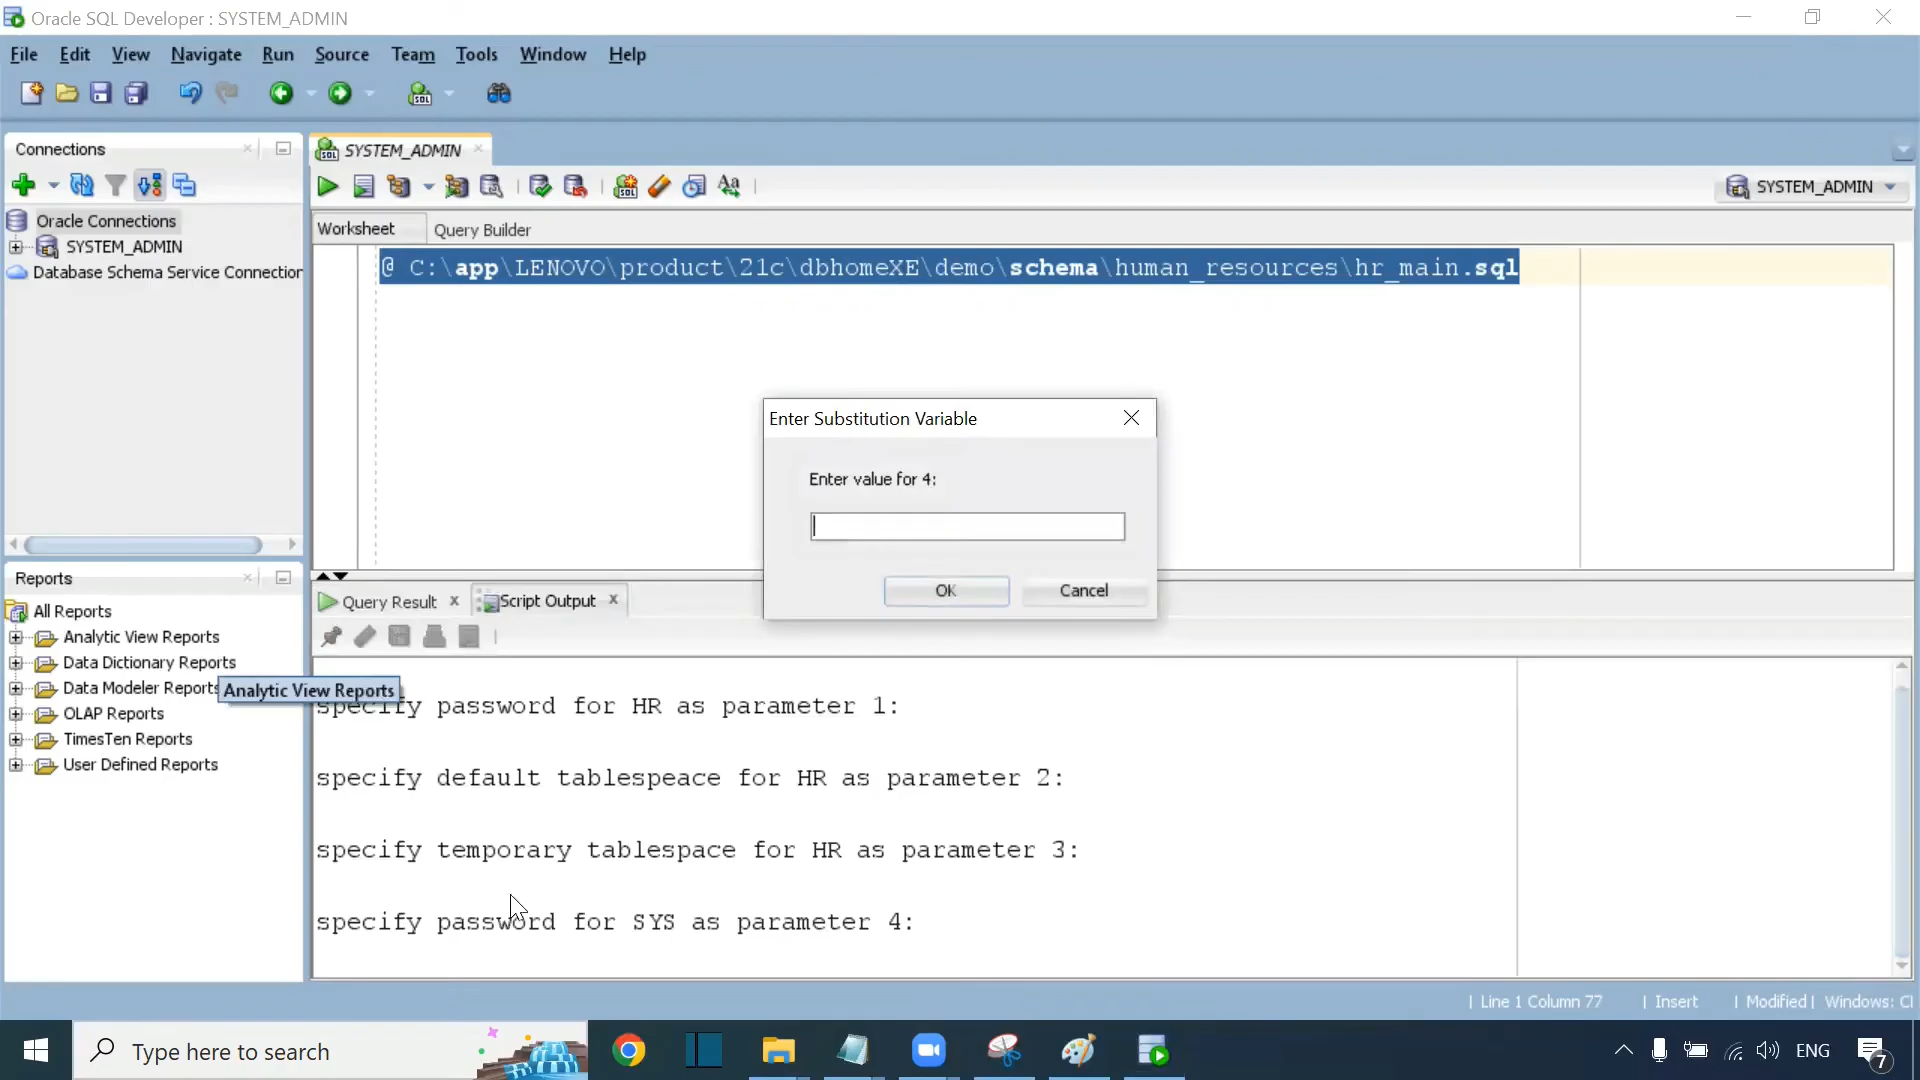 Oracle SQL Developer : SYSTEM_ADMIN
File Edit View Navigate Run Source Team Tools Window Help
Connections
Oracle Connections
SYSTEM_ADMIN
Database Schema Service Connection
SYSTEM_ADMIN
SYSTEM_ADMIN
Worksheet Query Builder
@ C:\app\LENOVO\product\21c\dbhomeXE\demo\schema\human_resources\hr_main.sql
Enter Substitution Variable
Enter value for 4:
OK Cancel
Reports
All Reports
Analytic View Reports
Data Dictionary Reports
Data Modeler Reports
OLAP Reports
TimesTen Reports
User Defined Reports
Analytic View Reports
Query Result Script Output
specify password for HR as parameter 1:
specify default tablespeace for HR as parameter 2:
specify temporary tablespace for HR as parameter 3:
specify password for SYS as parameter 4:
Line 1 Column 77 Insert Modified Windows: Cl
Type here to search
ENG
7